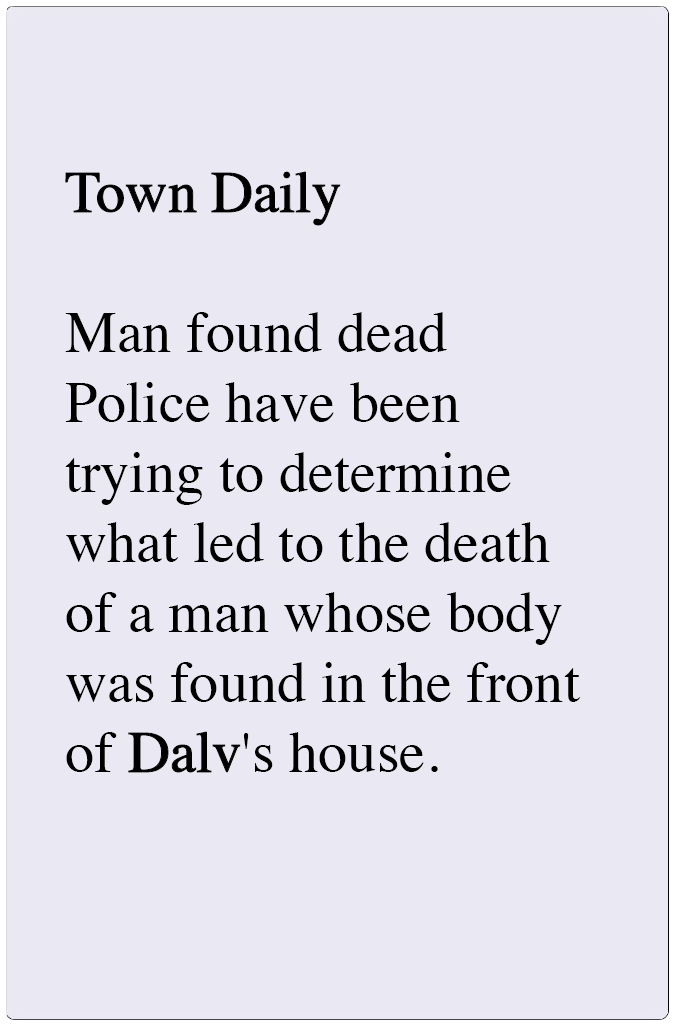 Town Daily
Man found dead
Police have been
trying to determine
what led to the death
of a man whose body
was found in the front
of Dalv's house.